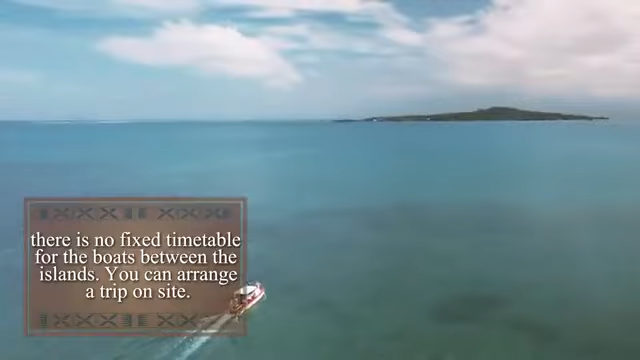 there is no fixed timetable
for the boats between the
islands. You can arrange
a trip on site.